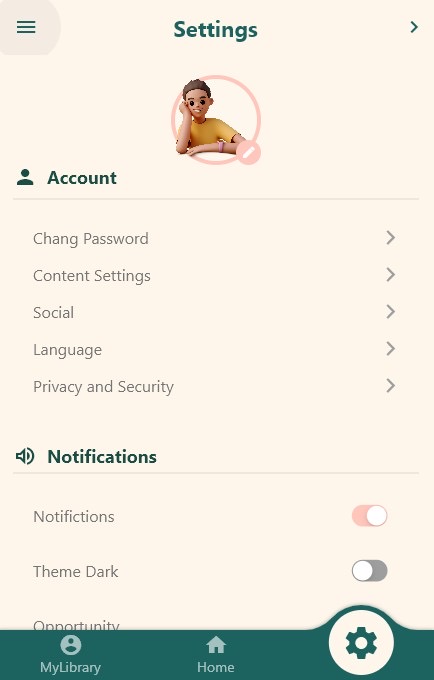 Settings
Account
Chang Password
Content Settings
Social
Language
Privacy and Security
Notifications
Notifictions
Theme Dark
Opportunity
MyLibrary
Home